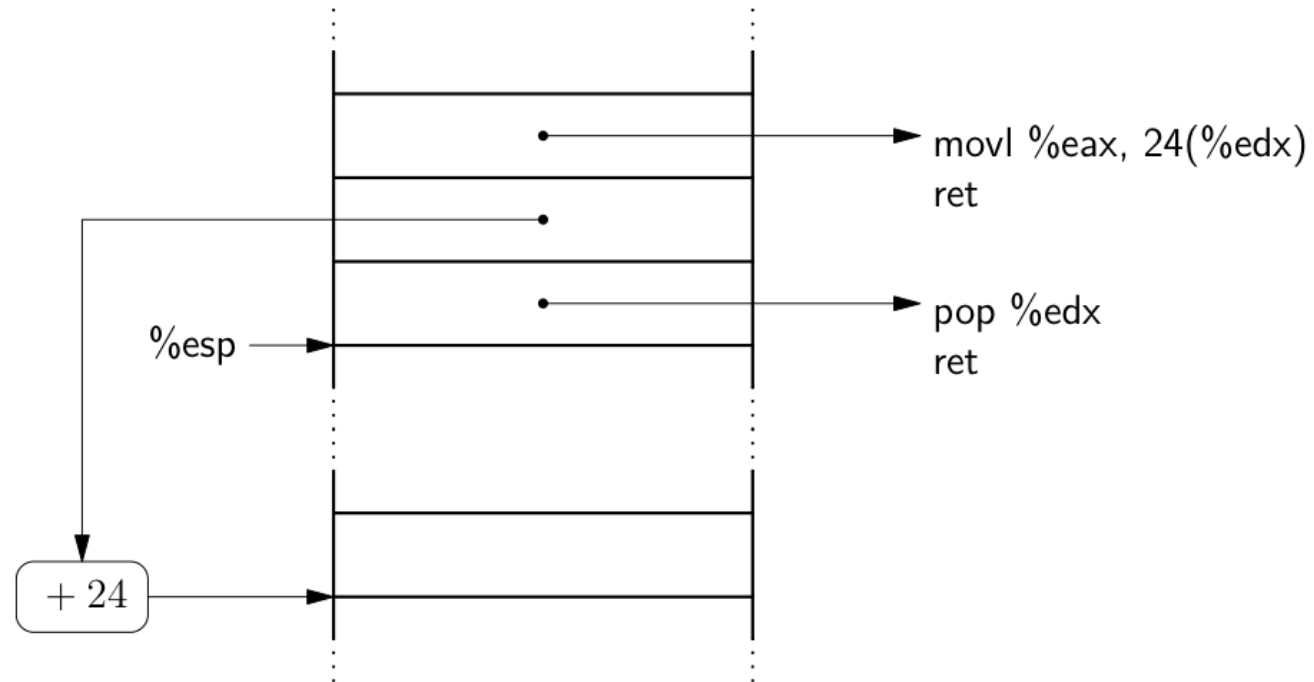 movl %eax, 24(%edx)
ret
pop %edx
ret
%esp
+ 24